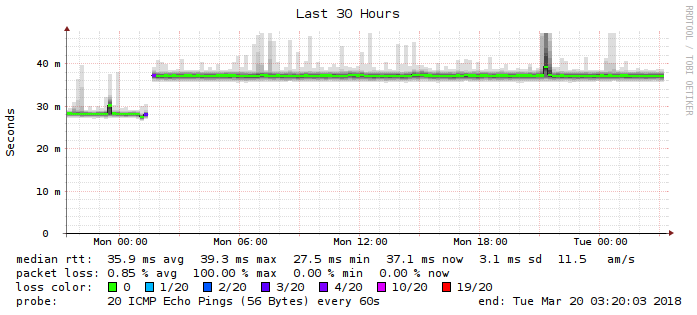 Last 30 Hours
RRDTOOL / TOBI OETIKER
Seconds
40 m
30 m
20 m
10 m
0
Mon 00:00 Mon 06:00 Mon 12:00 Mon 18:00 Tue 00:00
median rtt: 35.9 ms avg 39.3 ms max 27.5 ms min 37.1 ms now 3.1 ms sd 11.5 am/s
packet loss: 0.85 % avg 100.00 % max 0.00 % min 0.00 % now
loss color: 0 1/20 2/20 3/20 4/20 10/20 19/20
probe: 20 ICMP Echo Pings (56 Bytes) every 60s end: Tue Mar 20 03:20:03 2018